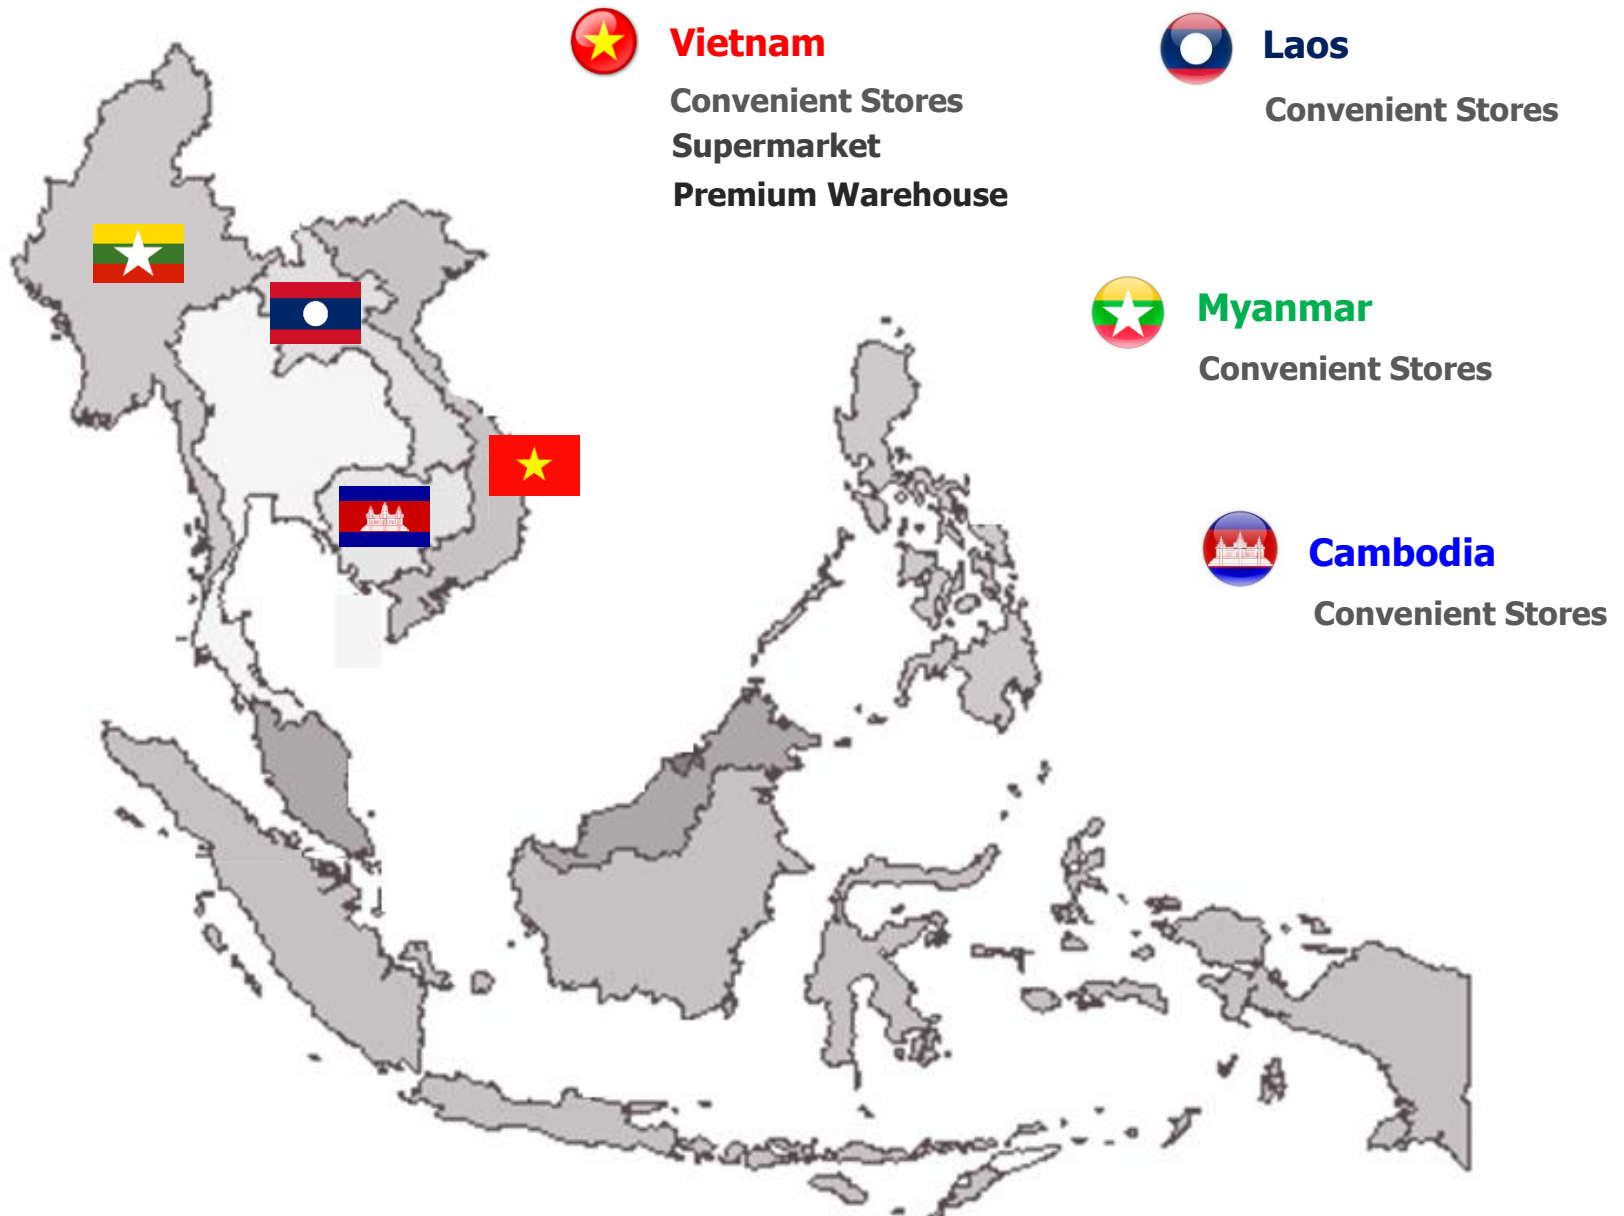 Vietnam
Convenient Stores
Supermarket
Premium Warehouse
Laos
Convenient Stores
Myanmar
Convenient Stores
Cambodia
Convenient Stores